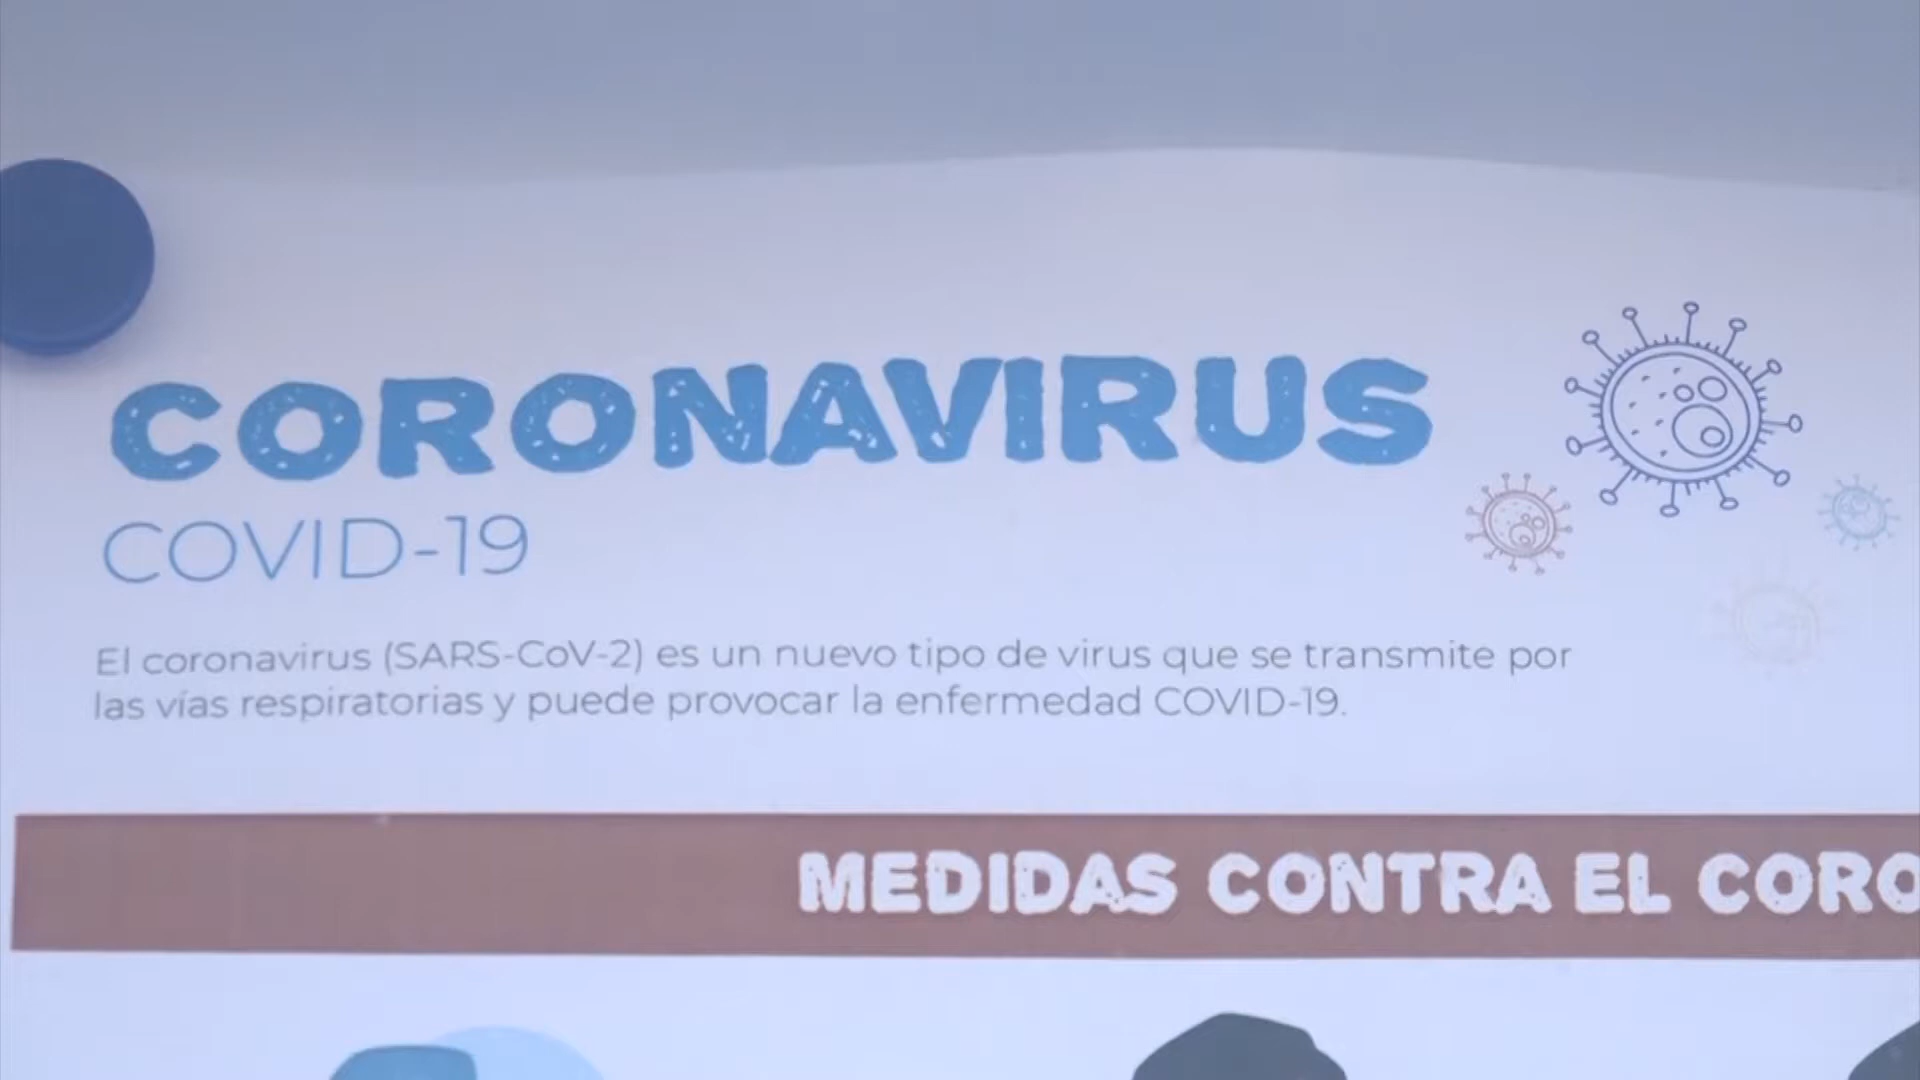 CORONAVIRUS
COVID-19
El coronavirus (SARS-CoV-2) es un nuevo tipo de virus que se transmite por
las vías respiratorias y puede provocar la enfermedad COVID-19.
MEDIDAS CONTRA EL CORO